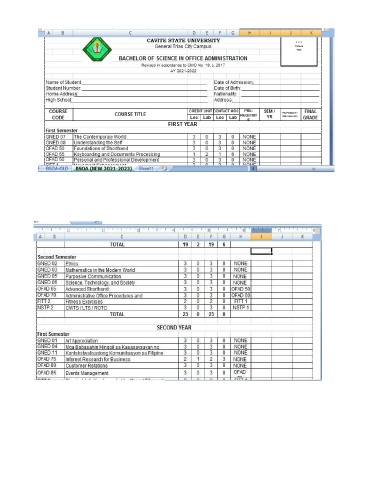 A B C D E F G H I J K
CAVITE STATE UNIVERSITY
General Trias City Campus
BACHELOR OF SCIENCE IN OFFICE ADMINISTRATION
Revised in accordance to CMO No. 19, s. 2017
AY 2021-2022
Name of Student: Date of Admission:
Student Number: Date of Birth:
Home Address: Nationality:
High School: Address:
COURSE CODE COURSE TITLE CREDIT UNIT CONTACT HRS SEM / YR FINAL GRADE
Lec Lab Lec Lab
FIRST YEAR
First Semester
GNED 07 The Contemporary World 3 0 3 0 NONE
GNED 08 Understanding the Self 3 0 3 0 NONE
OFAD 50 Foundations of Shorthand 3 0 3 0 NONE
OFAD 55 Keyboarding and Documents Processing 1 2 1 6 NONE
OFAD 60 Personal and Professional Development 3 0 3 0 NONE
BSOA-OLD BSOA (NEW 2021-2022) Sheet1
A B C D E F G H I J K
TOTAL 19 2 19 6
Second Semester
GNED 02 Ethics 3 0 3 0 NONE
GNED 03 Mathematics in the Modern World 3 0 3 0 NONE
GNED 05 Purposive Communication 3 0 3 0 NONE
GNED 06 Science, Technology, and Society 3 0 3 0 NONE
OFAD 65 Advanced Shorthand 3 0 3 0 OFAD 50
OFAD 70 Administrative Office Procedures and 3 0 3 0
FITT 2 Fitness Exercises 2 0 2 0 FITT 1
NSTP 2 CWTS / LTS / ROTC 3 0 3 0 NSTP 1
TOTAL 23 0 23 0
SECOND YEAR
First Semester
GNED 01 Art Appreciation 3 0 3 0 NONE
GNED 04 Mga Babasahin Hinggil sa Kasaysayan ng 3 0 3 0 NONE
GNED 11 Kontekstwalisadong Komunikasyon sa Filipino 3 0 3 0 NONE
OFAD 75 Internet Research for Business 2 1 2 3 NONE
OFAD 80 Customer Relations 3 0 3 0 NONE
OFAD 85 Events Management 3 0 3 0 OFAD